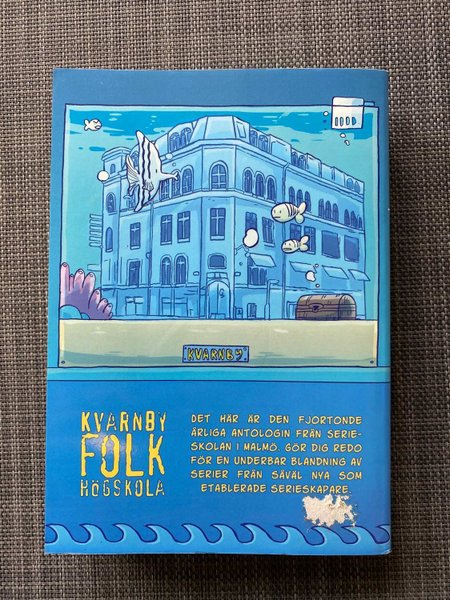 KVARNBY
KVARNBY
FOLK
HÖGSKOLA
DET HÄR ÄR DEN FJORTONDE
ÅRLIGA ANTOLOGIN FRÅN SERIE-
SKOLAN I MALMÖ. GÖR DIG REDO
FÖR EN UNDERBAR BLANDNING AV
SERIER FRÅN SÅVÄL NYA SOM
ETABLERADE SERIESKAPARE.